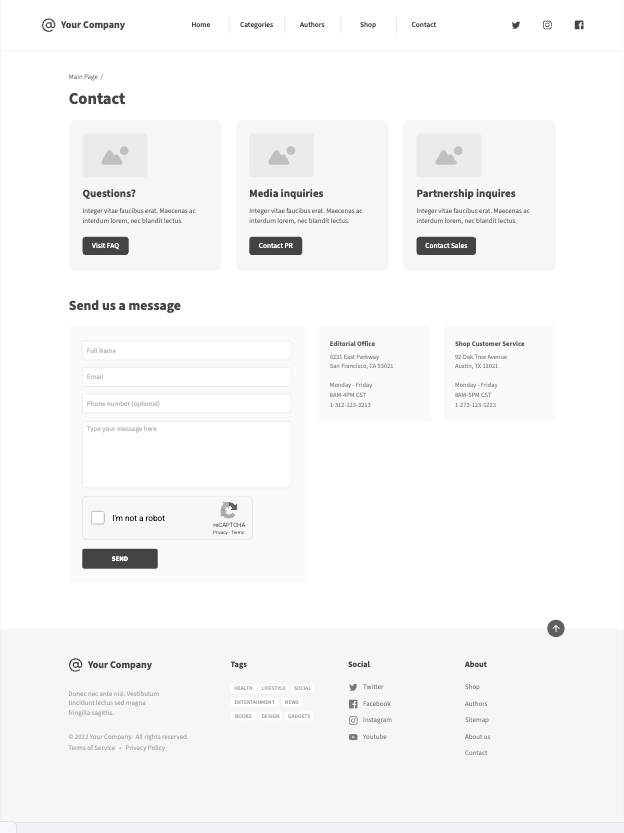 Your Company
Home
Categories
Authors
Shop
Contact
Main Page /
Contact
Questions?
Integer vitae faucibus erat. Maecenas ac
interdum lorem, nec blandit lectus.
Visit FAQ
Media inquiries
Integer vitae faucibus erat. Maecenas ac
interdum lorem, nec blandit lectus.
Contact PR
Partnership inquires
Integer vitae faucibus erat. Maecenas ac
interdum lorem, nec blandit lectus.
Contact Sales
Send us a message
Full Name
Email
Phone number (optional)
Type your message here
I'm not a robot
reCAPTCHA
Privacy - Terms
SEND
Editorial Office
0231 East Parkway
San Francisco, CA 93021
Monday - Friday
8AM-4PM CST
1-312-123-3213
Shop Customer Service
92 Oak Tree Avenue
Austin, TX 13021
Monday - Friday
8AM-5PM CST
1-273-123-1223
Your Company
Donec nec ante nisi. Vestibulum
tincidunt lectus sed magna
fringilla sagittis.
© 2022 Your Company. All rights reserved.
Terms of Service • Privacy Policy
Tags
HEALTH LIFESTYLE SOCIAL
ENTERTAINMENT NEWS
BOOKS DESIGN GADGETS
Social
Twitter
Facebook
Instagram
Youtube
About
Shop
Authors
Sitemap
About us
Contact